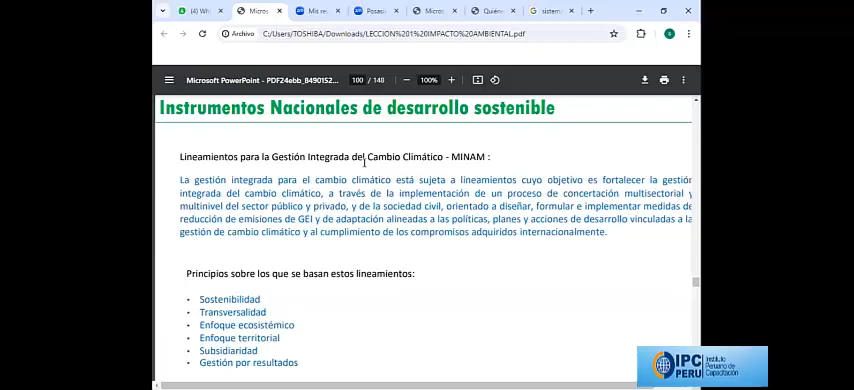 (4) Wh
Micros
Mis re
Posasi
Micros
Quién
sistem
Archivo C:/Users/TOSHIBA/Downloads/LECCION%201%20IMPACTO%20AMBIENTAL.pdf
Microsoft PowerPoint - PDF24ebb_8490152... 100 / 148 100%
Instrumentos Nacionales de desarrollo sostenible
Lineamientos para la Gestión Integrada del Cambio Climático - MINAM :
La gestión integrada para el cambio climático está sujeta a lineamientos cuyo objetivo es fortalecer la gestión
integrada del cambio climático, a través de la implementación de un proceso de concertación multisectorial y
multinivel del sector público y privado, y de la sociedad civil, orientado a diseñar, formular e implementar medidas de
reducción de emisiones de GEI y de adaptación alineadas a las políticas, planes y acciones de desarrollo vinculadas a la
gestión de cambio climático y al cumplimiento de los compromisos adquiridos internacionalmente.
Principios sobre los que se basan estos lineamientos:
• Sostenibilidad
• Transversalidad
• Enfoque ecosistémico
• Enfoque territorial
• Subsidiaridad
• Gestión por resultados
IPC PERU
Instituto
Peruano de
Capacitación